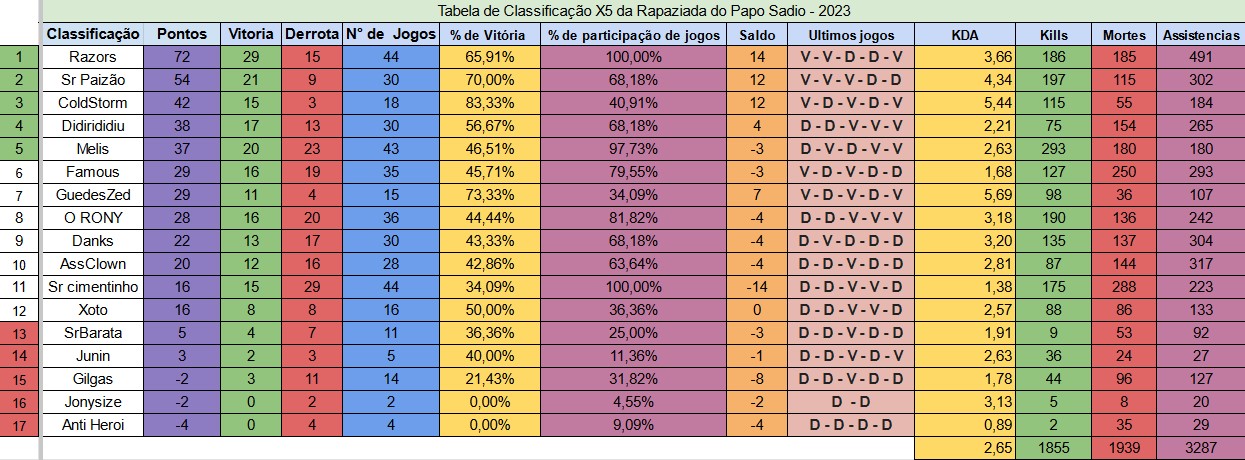 Tabela de Classificação X5 da Rapaziada do Papo Sadio - 2023
Classificação Pontos Vitoria Derrota N° de Jogos % de Vitória % de participação de jogos Saldo Ultimos jogos KDA Kills Mortes Assistencias
1 Razors 72 29 15 44 65,91% 100,00% 14 V - V - D - D - V 3,66 186 185 491
2 Sr Paizão 54 21 9 30 70,00% 68,18% 12 V - V - V - D - D 4,34 197 115 302
3 ColdStorm 42 15 3 18 83,33% 40,91% 12 V - D - V - D - V 5,44 115 55 184
4 Didirididiu 38 17 13 30 56,67% 68,18% 4 D - D - V - V - V 2,21 75 154 265
5 Melis 37 20 23 43 46,51% 97,73% -3 D - V - D - V - V 2,63 293 180 180
6 Famous 29 16 19 35 45,71% 79,55% -3 V - D - V - D - D 1,68 127 250 293
7 GuedesZed 29 11 4 15 73,33% 34,09% 7 V - D - V - D - V 5,69 98 36 107
8 O RONY 28 16 20 36 44,44% 81,82% -4 D - D - V - V - V 3,18 190 136 242
9 Danks 22 13 17 30 43,33% 68,18% -4 D - V - D - D - D 3,20 135 137 304
10 AssClown 20 12 16 28 42,86% 63,64% -4 D - D - V - D - D 2,81 87 144 317
11 Sr cimentinho 16 15 29 44 34,09% 100,00% -14 D - D - V - V - D 1,38 175 288 223
12 Xoto 16 8 8 16 50,00% 36,36% 0 V - D - V - D - D 2,57 88 86 133
13 SrBarata 5 4 7 11 36,36% 25,00% -3 D - V - D - D - D 1,91 9 53 92
14 Junin 3 2 3 5 40,00% 11,36% -1 D - D - V - D - V 2,63 36 24 27
15 Gilgas -2 3 11 14 21,43% 31,82% -8 D - D - V - D - D 1,78 44 96 127
16 Jonysize -2 0 2 2 0,00% 4,55% -2 D - D 3,13 5 8 20
17 Anti Heroi -4 0 4 4 0,00% 9,09% -4 D - D - D - D 0,89 2 35 29
2,65 1855 1939 3287